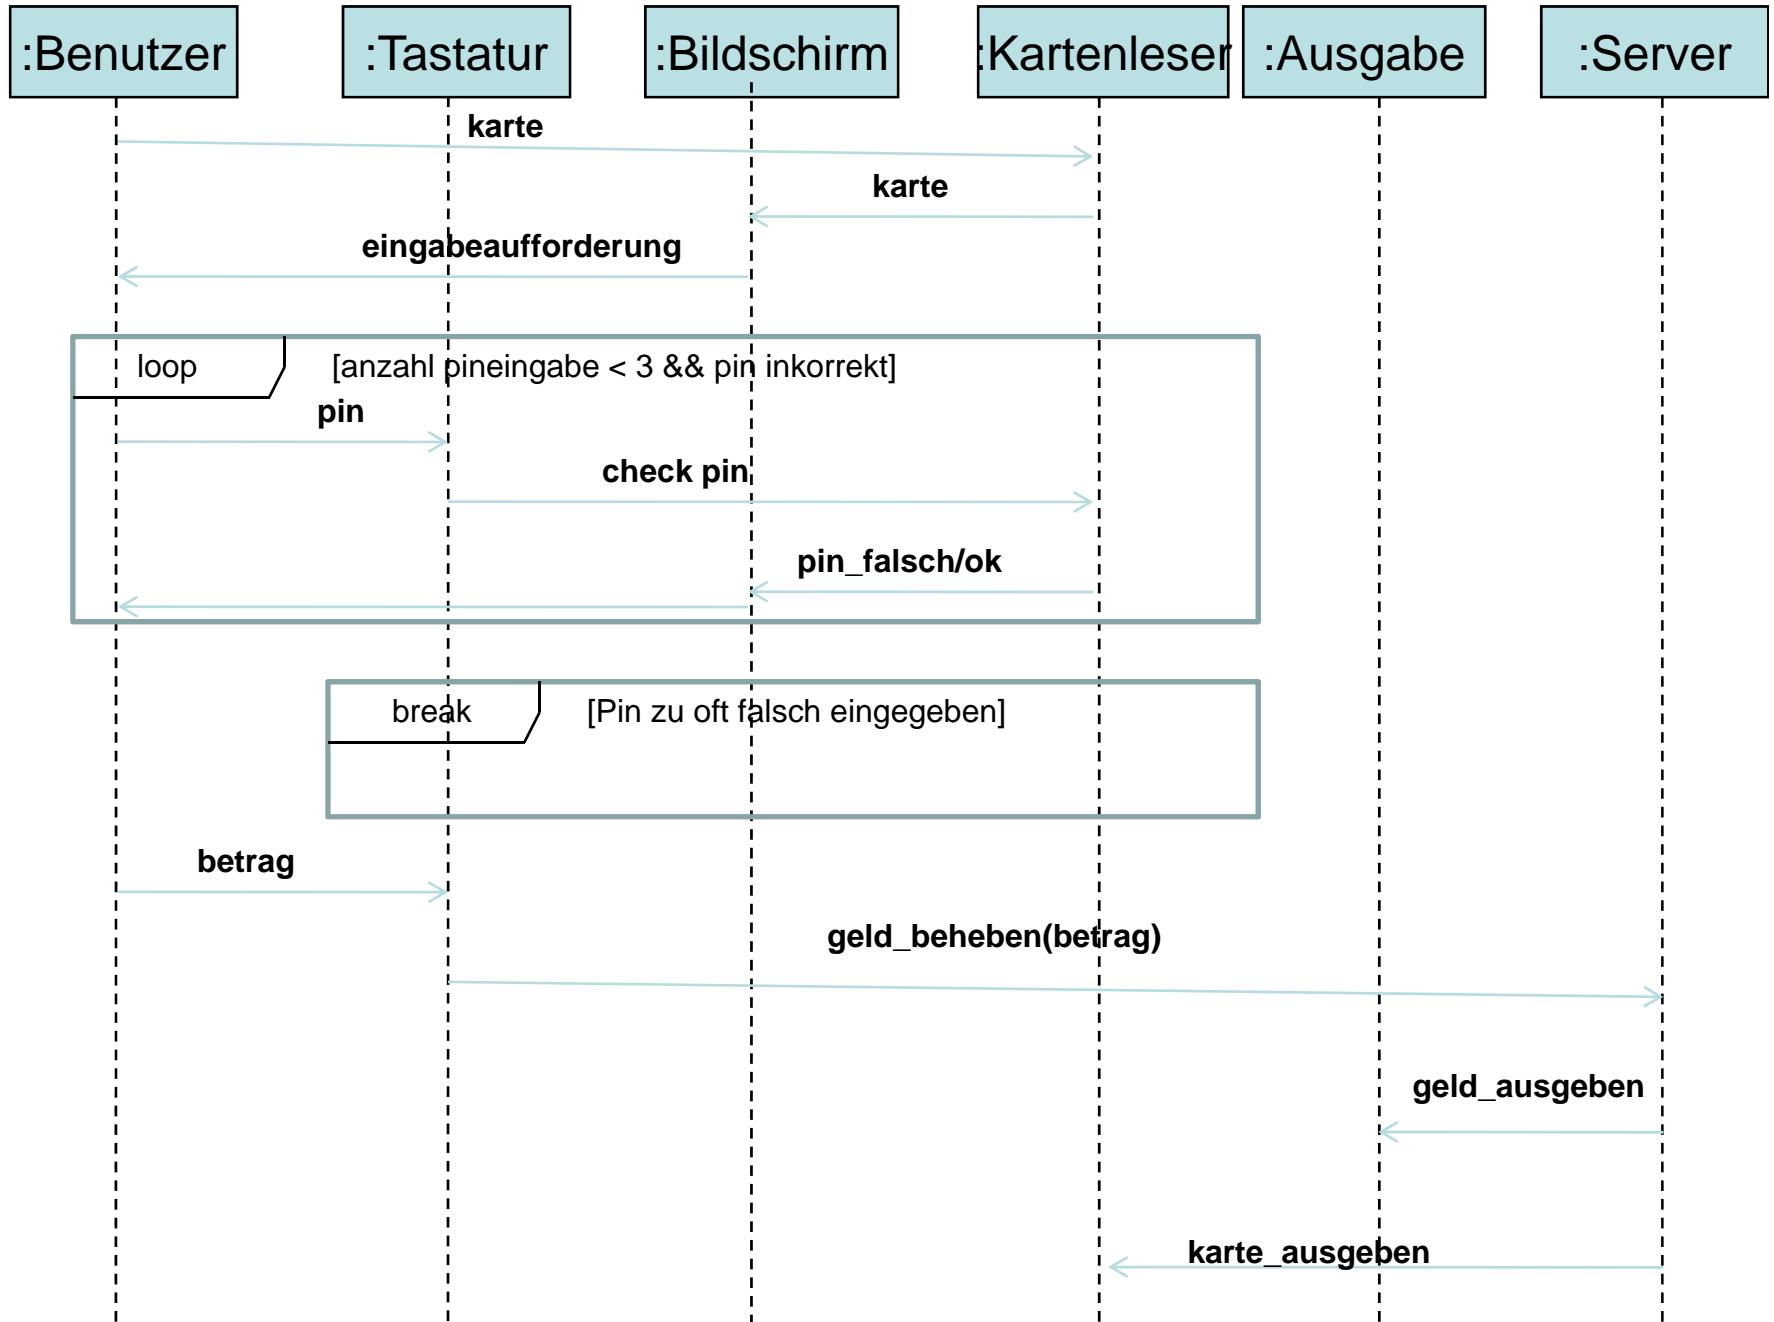 :Benutzer
:Tastatur
:Bildschirm
:Kartenleser
:Ausgabe
:Server
karte
karte
eingabeaufforderung
loop
[anzahl pineingabe < 3 && pin inkorrekt]
pin
check pin
pin_falsch/ok
break
[Pin zu oft falsch eingegeben]
betrag
geld_beheben(betrag)
geld_ausgeben
karte_ausgeben